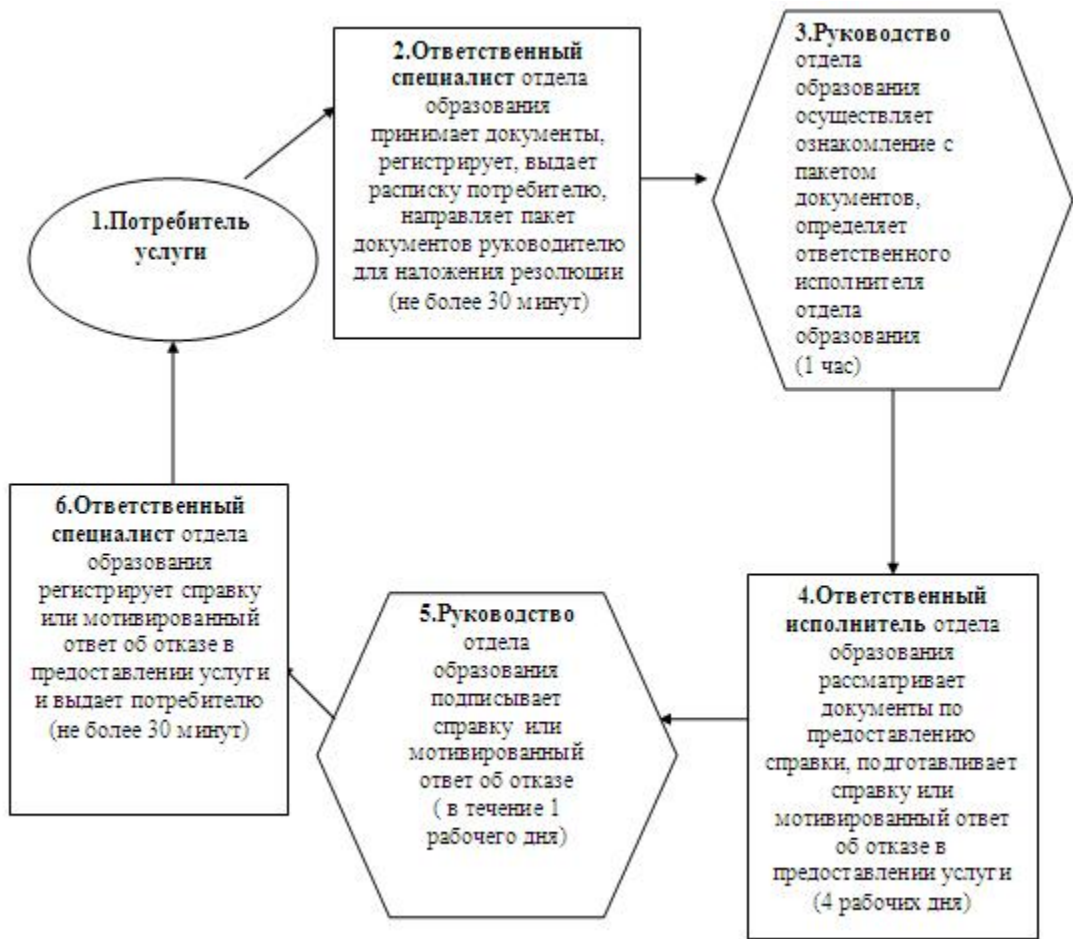 1.Потребитель
услуги
2.Ответственный
специалист отдела
образования
принимает документы,
регистрирует, выдает
расписку потребителю,
направляет пакет
документов руководителю
для наложения резолюции
(не более 30 минут)
3.Руководство
отдела
образования
осуществляет
ознакомление с
пакетом
документов,
определяет
ответственного
исполнителя
отдела
образования
(1 час)
4.Ответственный
исполнитель отдела
образования
рассматривает
документы по
предоставлению
справки, подготавливает
справку или
мотивированный ответ
об отказе в
предоставлении услуги
(4 рабочих дня)
5.Руководство
отдела
образования
подписывает
справку или
мотивированный
ответ об отказе
( в течение 1
рабочего дня)
6.Ответственный
специалист отдела
образования
регистрирует справку
или мотивированный
ответ об отказе в
предоставлении услуги
и выдает потребителю
(не более 30 минут)